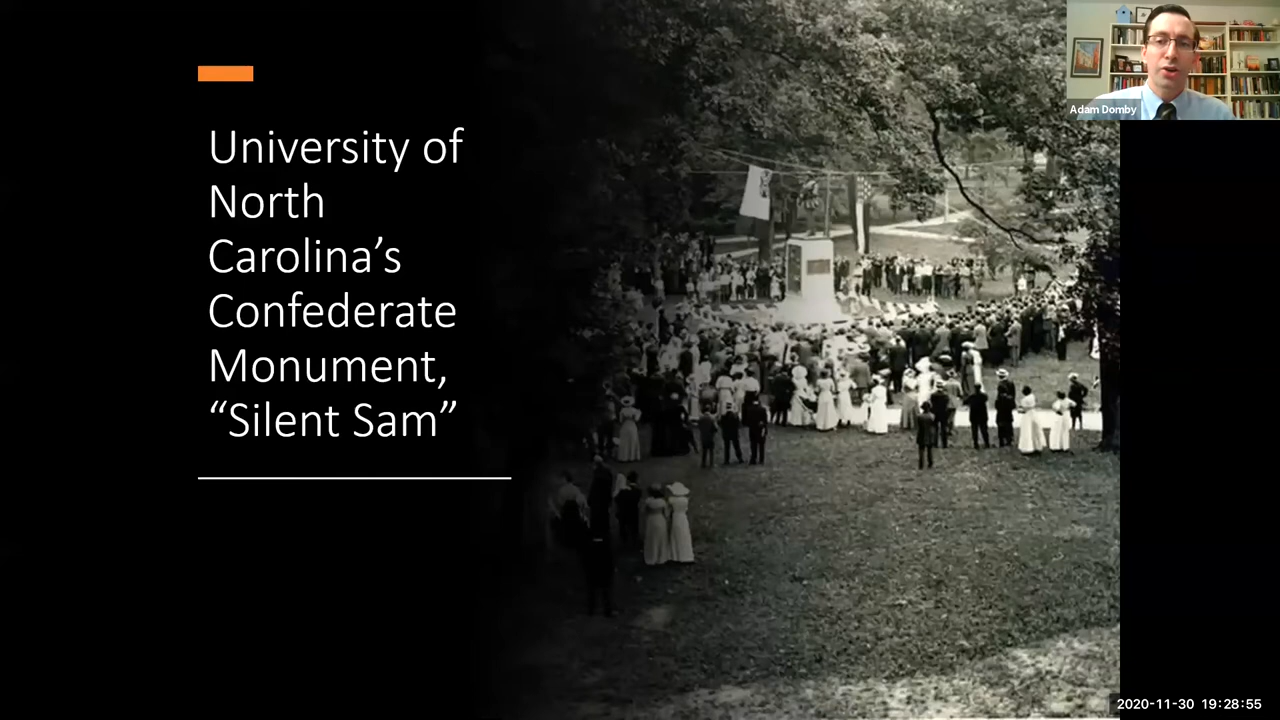 University of
North
Carolina’s
Confederate
Monument,
“Silent Sam”
Adam Domby
2020-11-30 19:28:55